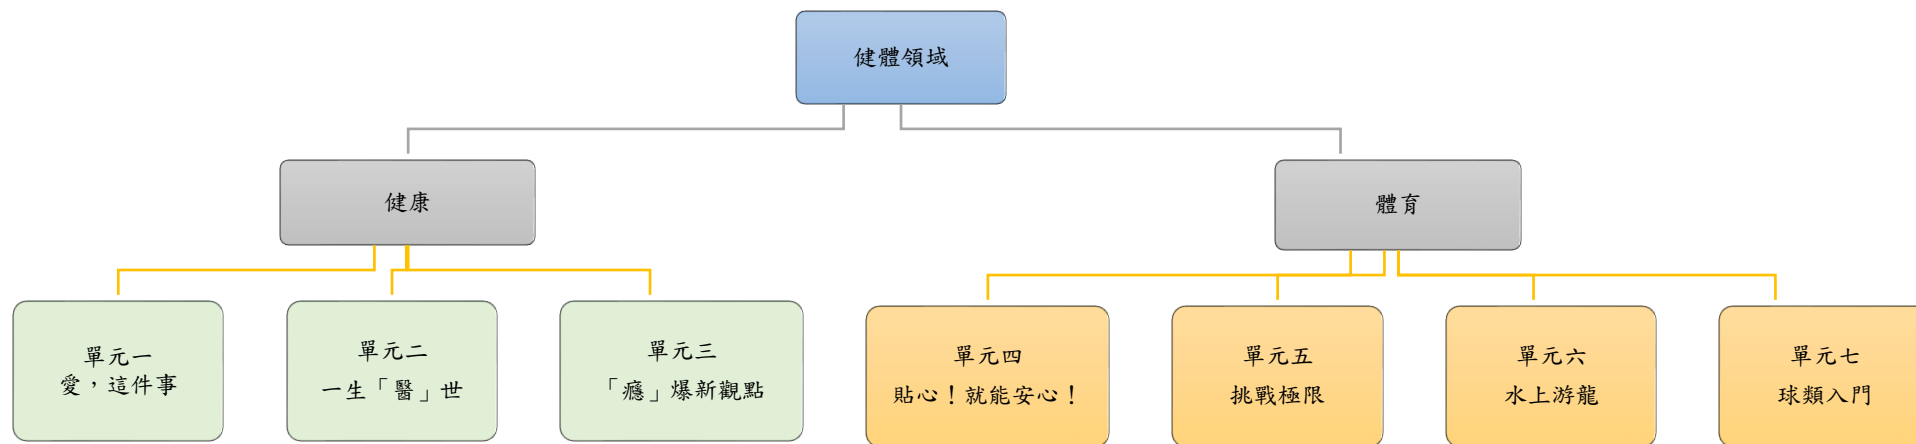 健體領域
健康
體育
單元一
愛，這件事
單元二
一生「醫」世
單元三
「癮」爆新觀點
單元四
貼心！就能安心！
單元五
挑戰極限
單元六
水上游龍
單元七
球類入門